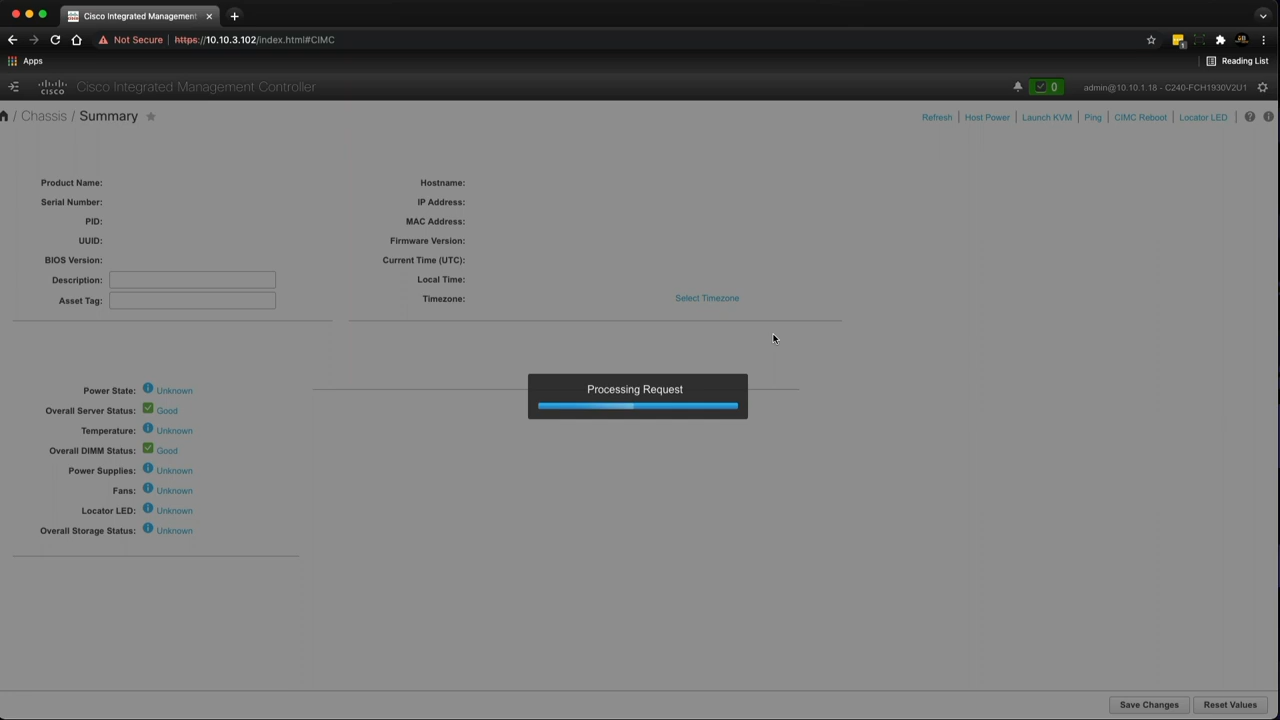 Cisco Integrated Management
Not Secure https://10.10.3.102/index.html#CIMC
1
Apps
Reading List
CISCO Cisco Integrated Management Controller
0
admin@10.10.1.18 - C240-FCH1930V2U1
/ Chassis / Summary
Refresh | Host Power | Launch KVM | Ping | CIMC Reboot | Locator LED |
Product Name:
Serial Number:
PID:
UUID:
BIOS Version:
Description:
Asset Tag:
Hostname:
IP Address:
MAC Address:
Firmware Version:
Current Time (UTC):
Local Time:
Timezone: Select Timezone
Processing Request
Power State: Unknown
Overall Server Status: Good
Temperature: Unknown
Overall DIMM Status: Good
Power Supplies: Unknown
Fans: Unknown
Locator LED: Unknown
Overall Storage Status: Unknown
Save Changes Reset Values